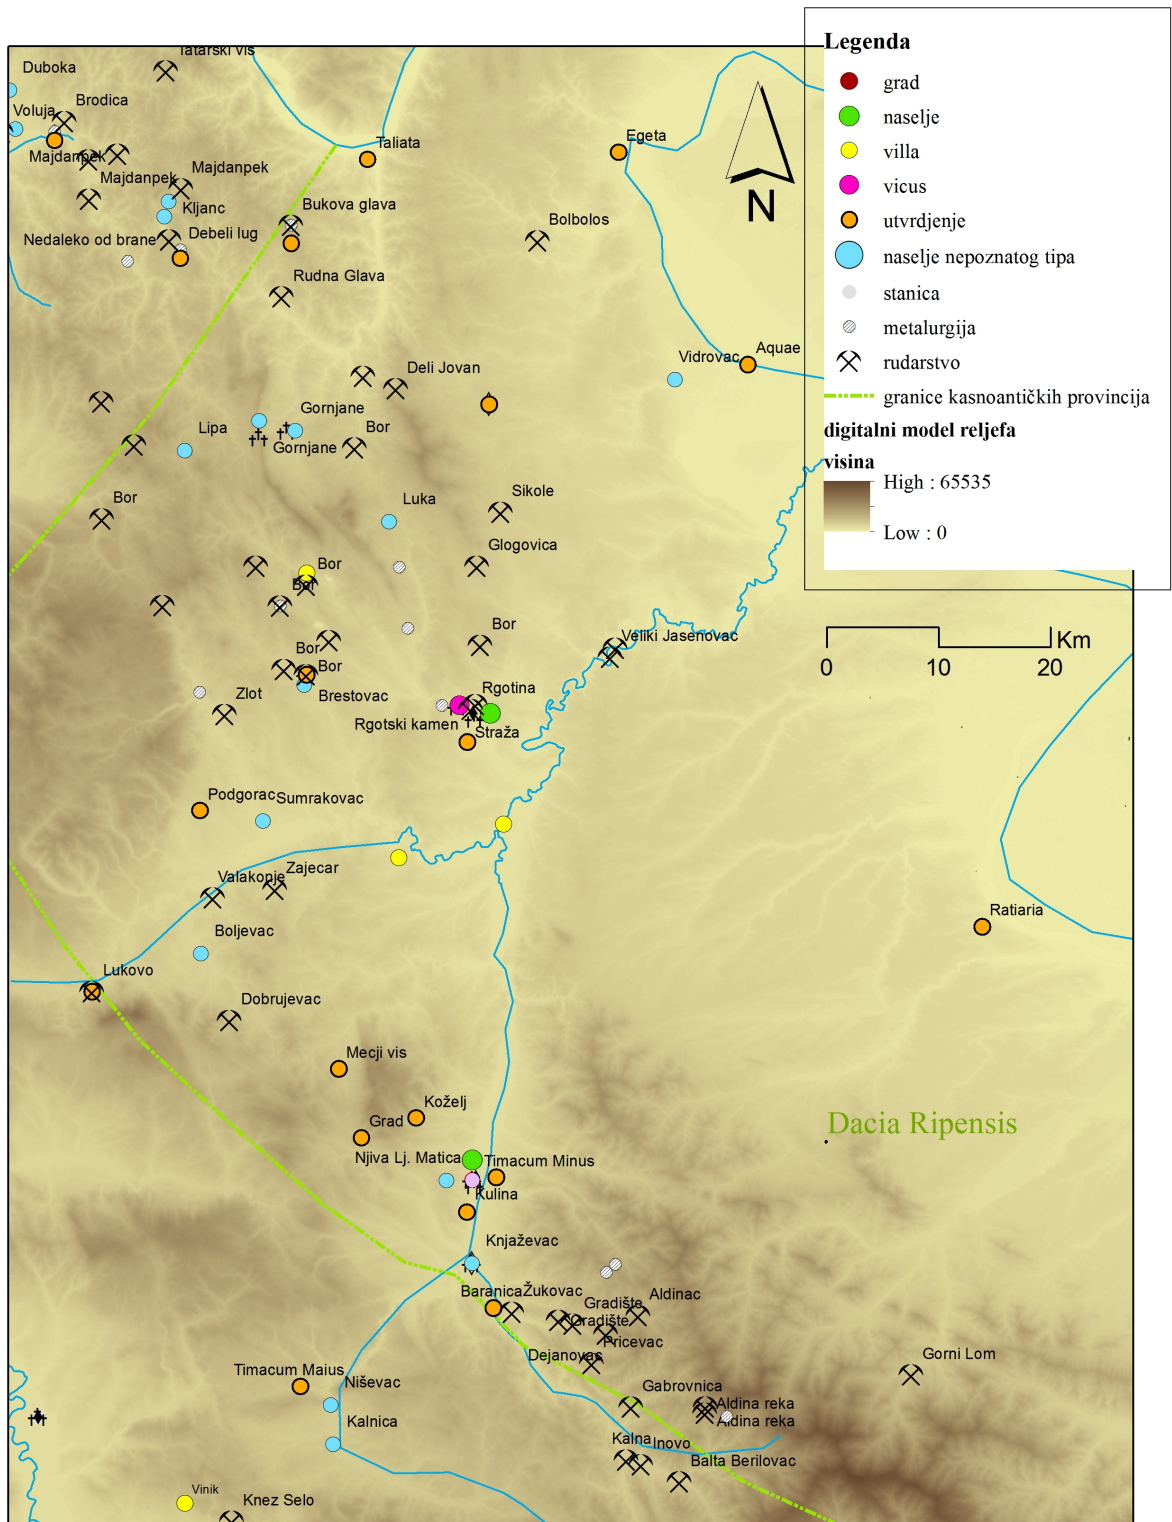 Legenda
grad
naselje
villa
vicus
utvrdjenje
naselje nepoznatog tipa
stanica
metalurgija
rudarstvo
granice kasnoantičkih provincija
digitalni model reljefa
visina
High : 65535
Low : 0
N
Km
0 10 20
Tatarski vis
Duboka
Brodica
Voluja
Majdanpek
Majdanpek
Majdanpek
Taliata
Egeta
Kljanc
Bukova glava
Bolbolos
Nedaleko od brane
Debeli lug
Rudna Glava
Vidrovac
Aquae
Deli Jovan
Gornjane
Lipa
Gornjane
Bor
Bor
Luka
Sikole
Glogovica
Bor
Bor
Bor
Veliki Jasenovac
Bor
Bor
Brestovac
Zlot
Rgotina
Rgotski kamen
Straža
Podgorac
Sumrakovac
Zajecar
Valakonje
Ratiaria
Boljevac
Lukovo
Dobrujevac
Mecji vis
Koželj
Grad
Dacia Ripensis
Njiva Lj. Matica
Timacum Minus
Kulina
Knjaževac
Baranica
Žukovac
Gradište
Aldinac
Gradište
Pricevac
Dejanovac
Gorni Lom
Timacum Maius
Niševac
Gabrovnica
Kalnica
Aldina reka
Aldina reka
Kalna
Inovo
Balta Berilovac
Vinik
Knez Selo